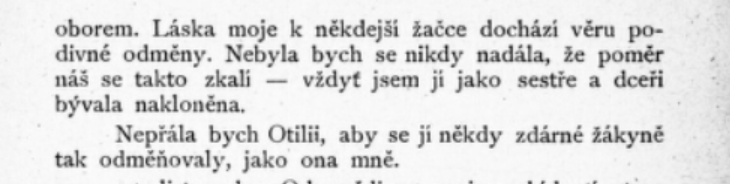 oborem. Láska moje k někdejší žačce dochází věru po-
divné odměny. Nebyla bych se nikdy nadála, že poměr
náš se takto zkalí — vždyť jsem jí jako sestře a dceři
bývala nakloněna.
Nepřála bych Otilii, aby se jí někdy zdárné žákyně
tak odměňovaly, jako ona mně.